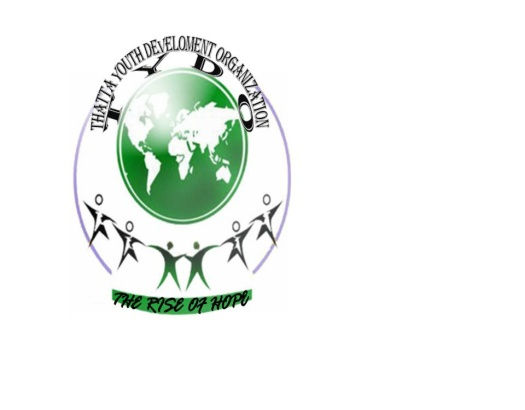 THATTA YOUTH DEVELOMENT ORGANIZATION
TYDO
THE RISE OF HOPE